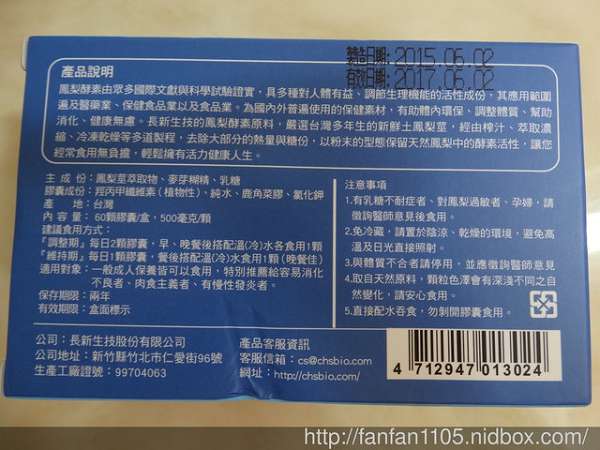 製造日期: 2015.06.02
有效日期: 2017.06.02
產品說明
鳳梨酵素由眾多國際文獻與科學試驗證實，具多種對人體有益、調節生理機能的活性成份，其應用範圍
遍及醫藥業、保健食品業以及食品業。為國內外普遍使用的保健素材，有助體內環保、調整體質、幫助
消化、健康無慮。長新生技的鳳梨酵素原料，嚴選台灣多年生的新鮮土鳳梨莖，經由榨汁、萃取濃
縮、冷凍乾燥等多道製程，去除大部分的熱量與糖份，以粉末的型態保留天然鳳梨中的酵素活性，讓您
經常食用無負擔，輕鬆擁有活力健康人生。
主 成 份：鳳梨莖萃取物、麥芽糊精、乳糖
膠囊成份：羥丙甲纖維素(植物性)、純水、鹿角菜膠、氯化鉀
產 地：台灣
內 容 量：60顆膠囊/盒，500毫克/顆
建議食用方式：
『調整期』每日2顆膠囊，早、晚餐後搭配溫(冷)水各食用1顆
『維持期』每日1顆膠囊，餐後搭配溫(冷)水食用1顆(晚餐佳)
適用對象：一般成人保養皆可以食用，特別推薦給容易消化
不良者、肉食主義者、有慢性發炎者。
保存期限：兩年
有效期限：盒面標示
注意事項
1.有乳糖不耐症者、對鳳梨過敏者、孕婦，請
徵詢醫師意見後食用。
2.免冷藏，請置於陰涼、乾燥的環境，避免高
溫及日光直接照射。
3.與體質不合者請停用，並應徵詢醫師意見
4.取自天然原料，顆粒色澤會有深淺不同之自
然變化，請安心食用。
5.直接配水吞食，勿剝開膠囊食用。
公司：長新生技股份有限公司
公司地址：新竹縣竹北市仁愛街96號
生產工廠證號：99704063
產品客服資訊
客服信箱：cs@chsbio.com
網址：http://chsbio.com/
4 712947 013024
http://fanfan1105.nidbox.com/